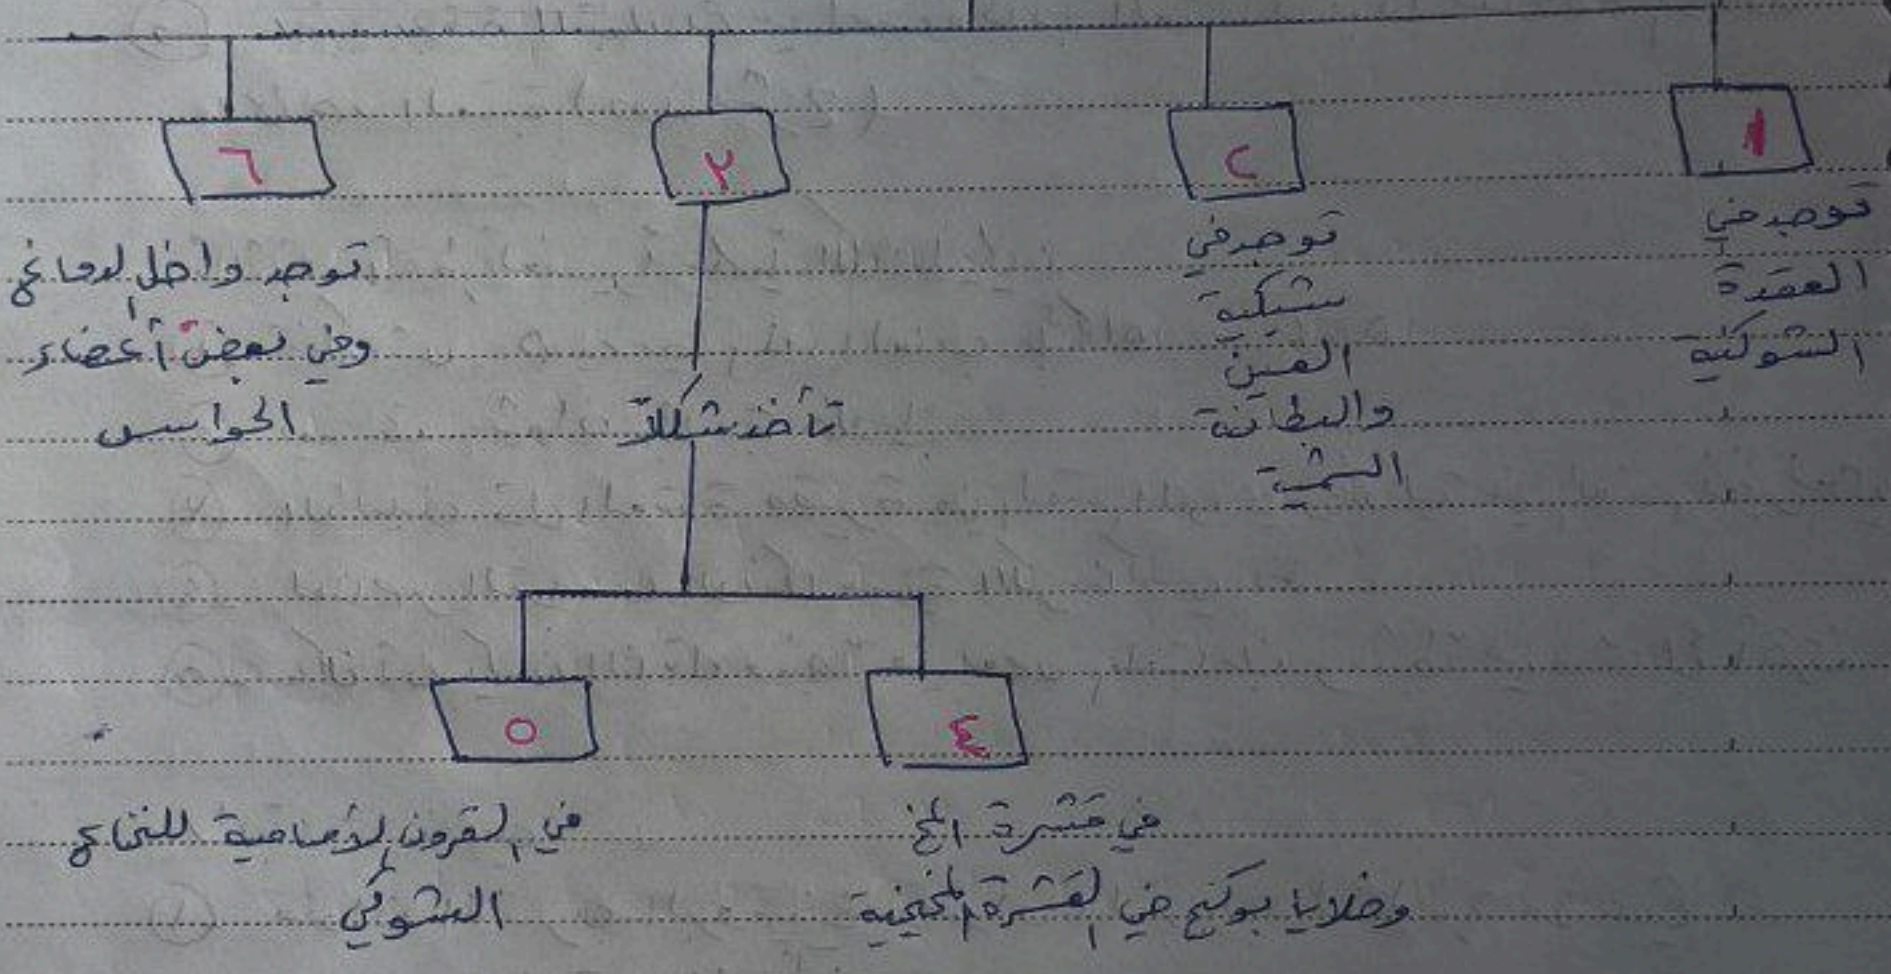 ١
٢
٣
٦
توجد في
العقدة
الشوكية
توجد في
شبكية
العين
والبطانة
الشمية
تأخذ شكلاً
توجد داخل الدماغ
وفي بعض أعضاء
الحواس
٤
٥
في قشرة المخ
وخلايا بوركنج في القشرة المخيخية
في القرون الأمامية للنخاع
الشوكي